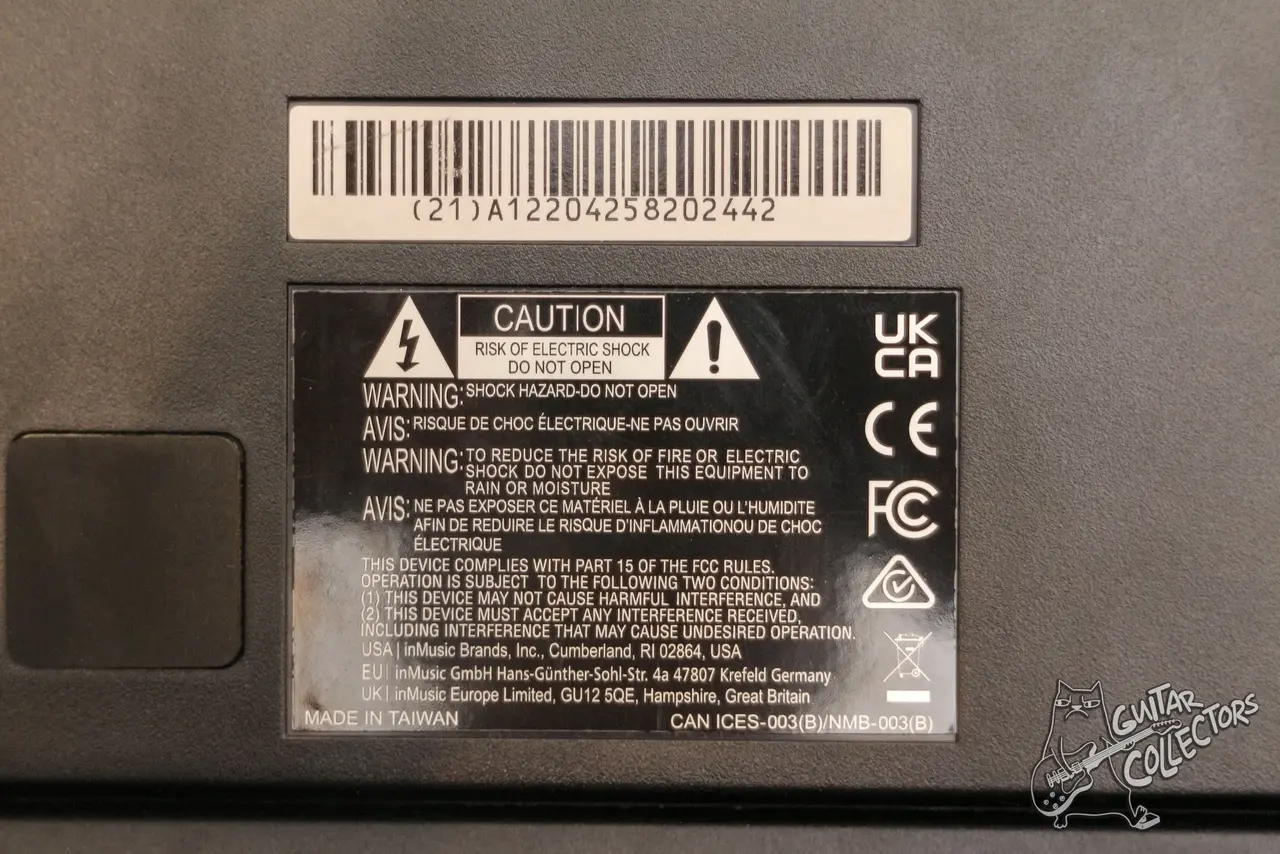 (21)A12204258202442
CAUTION
RISK OF ELECTRIC SHOCK
DO NOT OPEN
WARNING: SHOCK HAZARD-DO NOT OPEN
AVIS: RISQUE DE CHOC ÉLECTRIQUE-NE PAS OUVRIR
WARNING: TO REDUCE THE RISK OF FIRE OR ELECTRIC
SHOCK DO NOT EXPOSE THIS EQUIPMENT TO
RAIN OR MOISTURE
AVIS: NE PAS EXPOSER CE MATÉRIEL À LA PLUIE OU L'HUMIDITE
AFIN DE REDUIRE LE RISQUE D'INFLAMMATIONOU DE CHOC
ÉLECTRIQUE
THIS DEVICE COMPLIES WITH PART 15 OF THE FCC RULES.
OPERATION IS SUBJECT TO THE FOLLOWING TWO CONDITIONS:
(1) THIS DEVICE MAY NOT CAUSE HARMFUL INTERFERENCE, AND
(2) THIS DEVICE MUST ACCEPT ANY INTERFERENCE RECEIVED,
INCLUDING INTERFERENCE THAT MAY CAUSE UNDESIRED OPERATION.
USA | inMusic Brands, Inc., Cumberland, RI 02864, USA
EU | inMusic GmbH Hans-Günther-Sohl-Str. 4a 47807 Krefeld Germany
UK | inMusic Europe Limited, GU12 5QE, Hampshire, Great Britain
MADE IN TAIWAN
CAN ICES-003(B)/NMB-003(B)
UK
CA
CE
FC
GUITAR
COLLECTORS